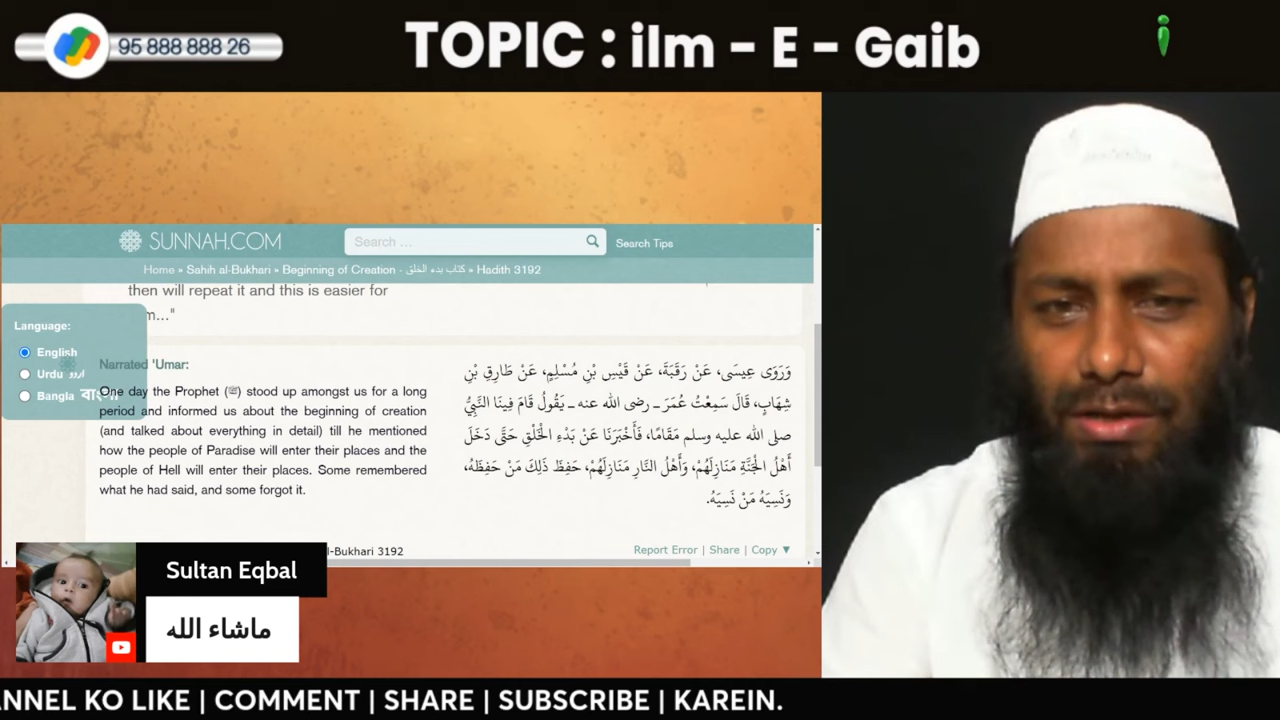 95 888 888 26
TOPIC : ilm - E - Gaib
SUNNAH.COM
Search ...
Search Tips
Home » Sahih al-Bukhari » Beginning of Creation - كتاب بدء الخلق » Hadith 3192
then will repeat it and this is easier for
m..."
Language:
English
Urdu اردو
Bangla বাংলা
Narrated 'Umar:
One day the Prophet (ﷺ) stood up amongst us for a long
period and informed us about the beginning of creation
(and talked about everything in detail) till he mentioned
how the people of Paradise will enter their places and the
people of Hell will enter their places. Some remembered
what he had said, and some forgot it.
وَرَوَى عِيسَى، عَنْ رَقَبَةَ، عَنْ قَيْسِ بْنِ مُسْلِمٍ، عَنْ طَارِقِ بْنِ
شِهَابٍ، قَالَ سَمِعْتُ عُمَرَ ـ رضى الله عنه ـ يَقُولُ قَامَ فِينَا النَّبِيُّ
صلى الله عليه وسلم مَقَامًا، فَأَخْبَرَنَا عَنْ بَدْءِ الْخَلْقِ حَتَّى دَخَلَ
أَهْلُ الْجَنَّةِ مَنَازِلَهُمْ، وَأَهْلُ النَّارِ مَنَازِلَهُمْ، حَفِظَ ذَلِكَ مَنْ حَفِظَهُ،
وَنَسِيَهُ مَنْ نَسِيَهُ.
l-Bukhari 3192
Report Error | Share | Copy ▼
Sultan Eqbal
ماشاء الله
ANNEL KO LIKE | COMMENT | SHARE | SUBSCRIBE | KAREIN.